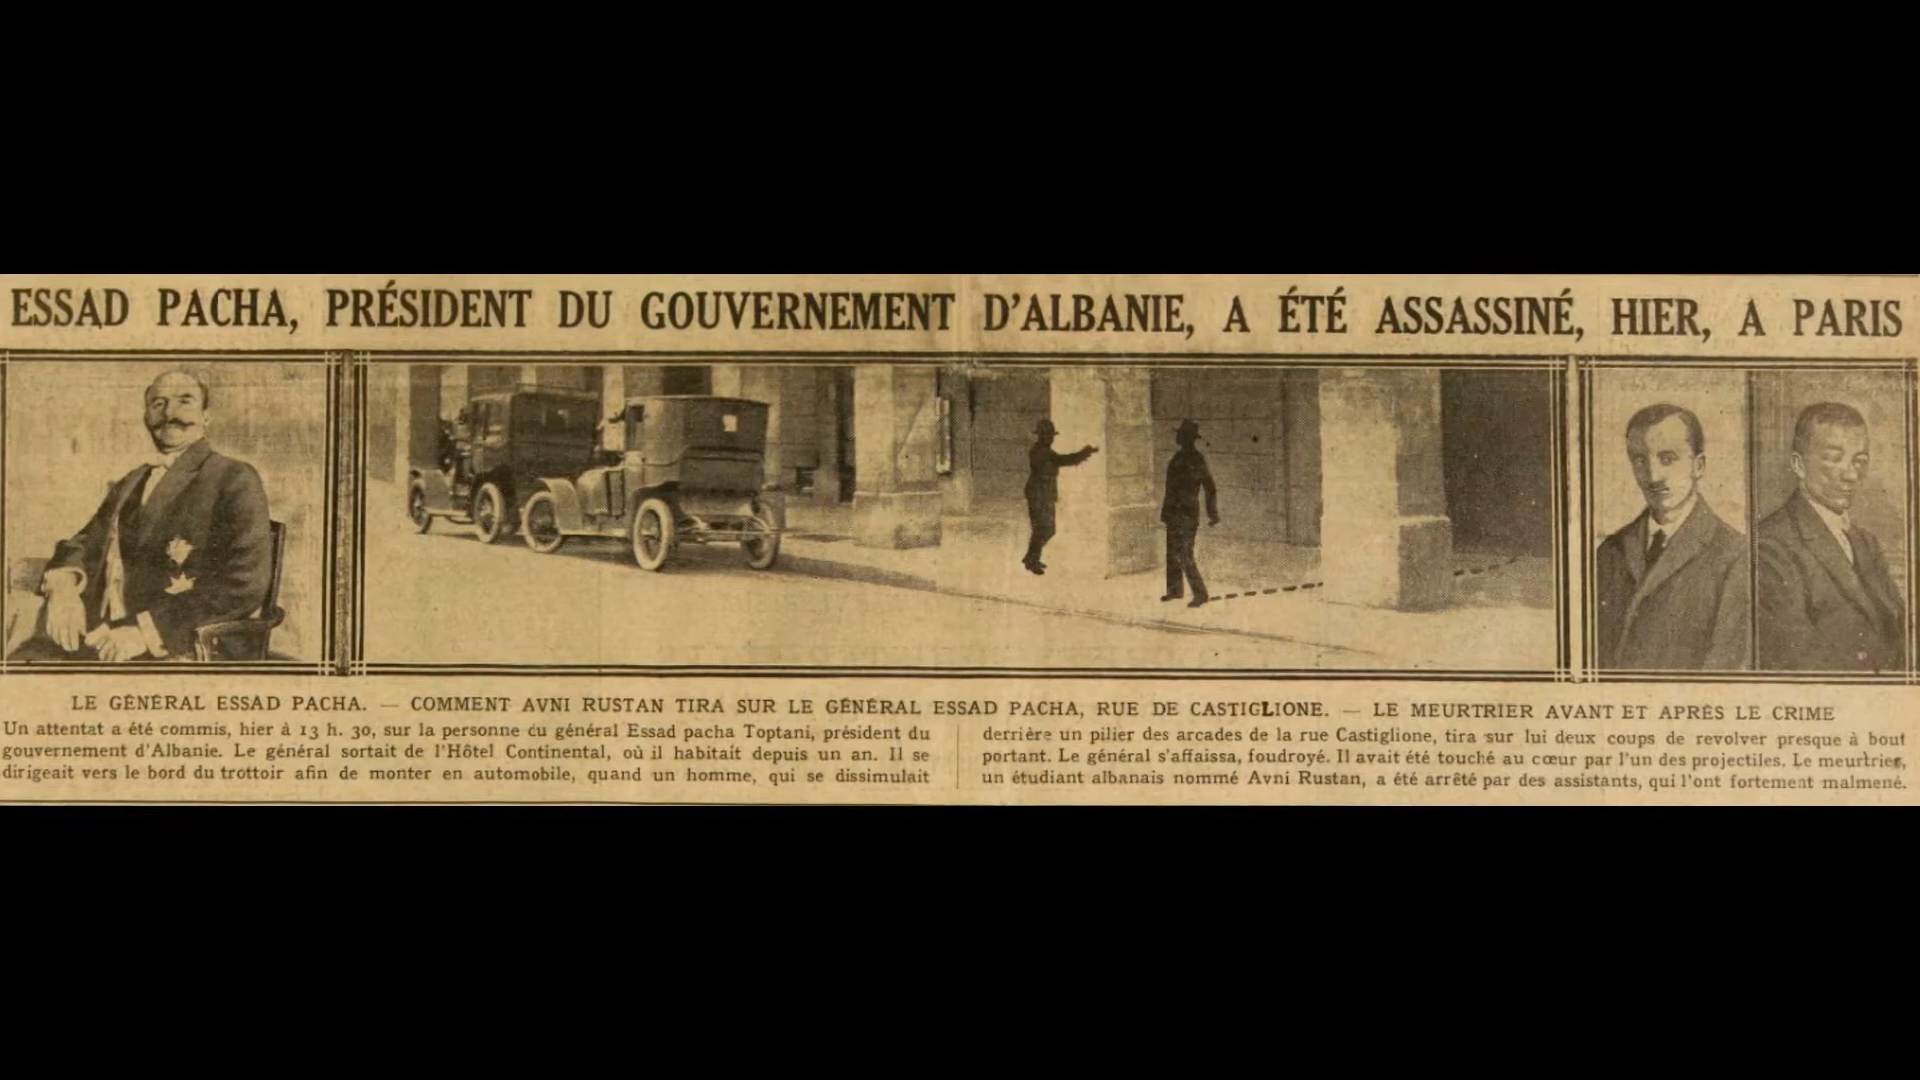 ESSAD PACHA, PRÉSIDENT DU GOUVERNEMENT D'ALBANIE, A ÉTÉ ASSASSINÉ, HIER, A PARIS
LE GÉNÉRAL ESSAD PACHA. — COMMENT AVNI RUSTAN TIRA SUR LE GÉNÉRAL ESSAD PACHA, RUE DE CASTIGLIONE. — LE MEURTRIER AVANT ET APRÈS LE CRIME
Un attentat a été commis, hier à 13 h. 30, sur la personne du général Essad pacha Toptani, président du
gouvernement d'Albanie. Le général sortait de l'Hôtel Continental, où il habitait depuis un an. Il se
dirigeait vers le bord du trottoir afin de monter en automobile, quand un homme, qui se dissimulait
derrière un pilier des arcades de la rue Castiglione, tira sur lui deux coups de revolver presque à bout
portant. Le général s'affaissa, foudroyé. Il avait été touché au cœur par l'un des projectiles. Le meurtrier,
un étudiant albanais nommé Avni Rustan, a été arrêté par des assistants, qui l'ont fortement malmené.